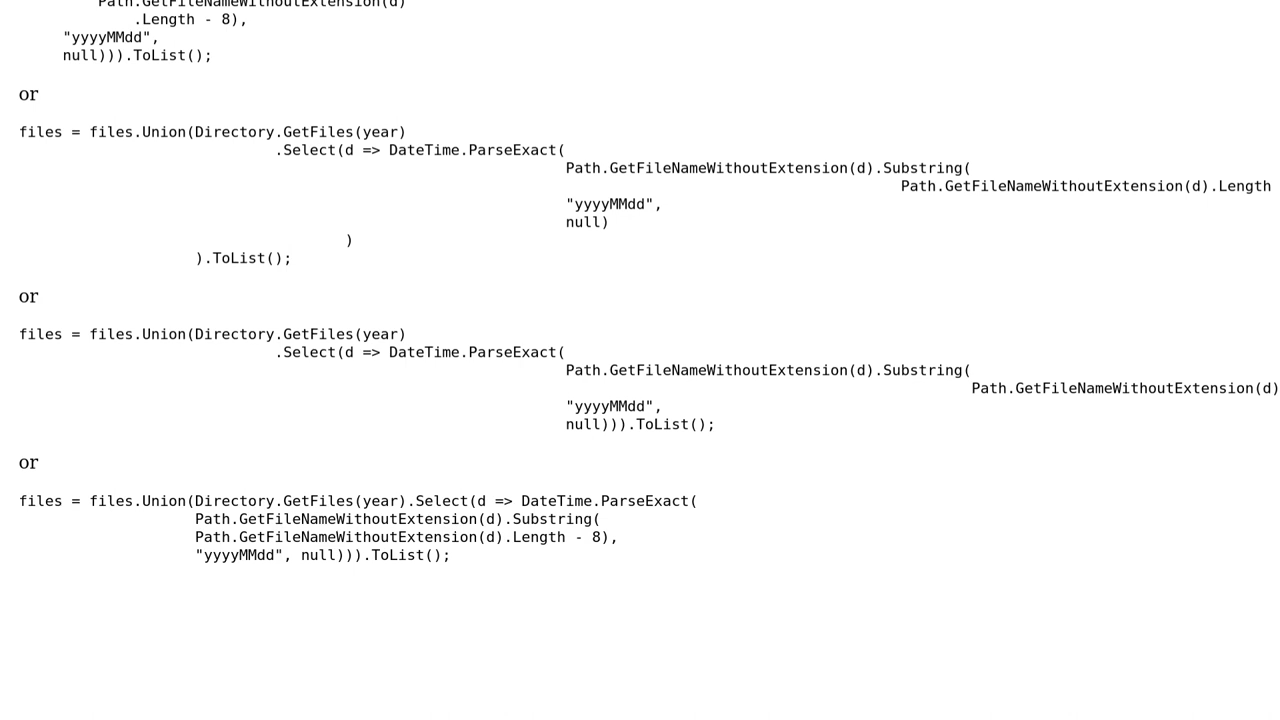 Path.GetFileNameWithoutExtension(d)
.Length - 8),
"yyyyMMdd",
null))).ToList();
or
files = files.Union(Directory.GetFiles(year)
.Select(d => DateTime.ParseExact(
Path.GetFileNameWithoutExtension(d).Substring(
Path.GetFileNameWithoutExtension(d).Length
"yyyyMMdd",
null)
)
).ToList();
or
files = files.Union(Directory.GetFiles(year)
.Select(d => DateTime.ParseExact(
Path.GetFileNameWithoutExtension(d).Substring(
Path.GetFileNameWithoutExtension(d)
"yyyyMMdd",
null))).ToList();
or
files = files.Union(Directory.GetFiles(year).Select(d => DateTime.ParseExact(
Path.GetFileNameWithoutExtension(d).Substring(
Path.GetFileNameWithoutExtension(d).Length - 8),
"yyyyMMdd", null))).ToList();